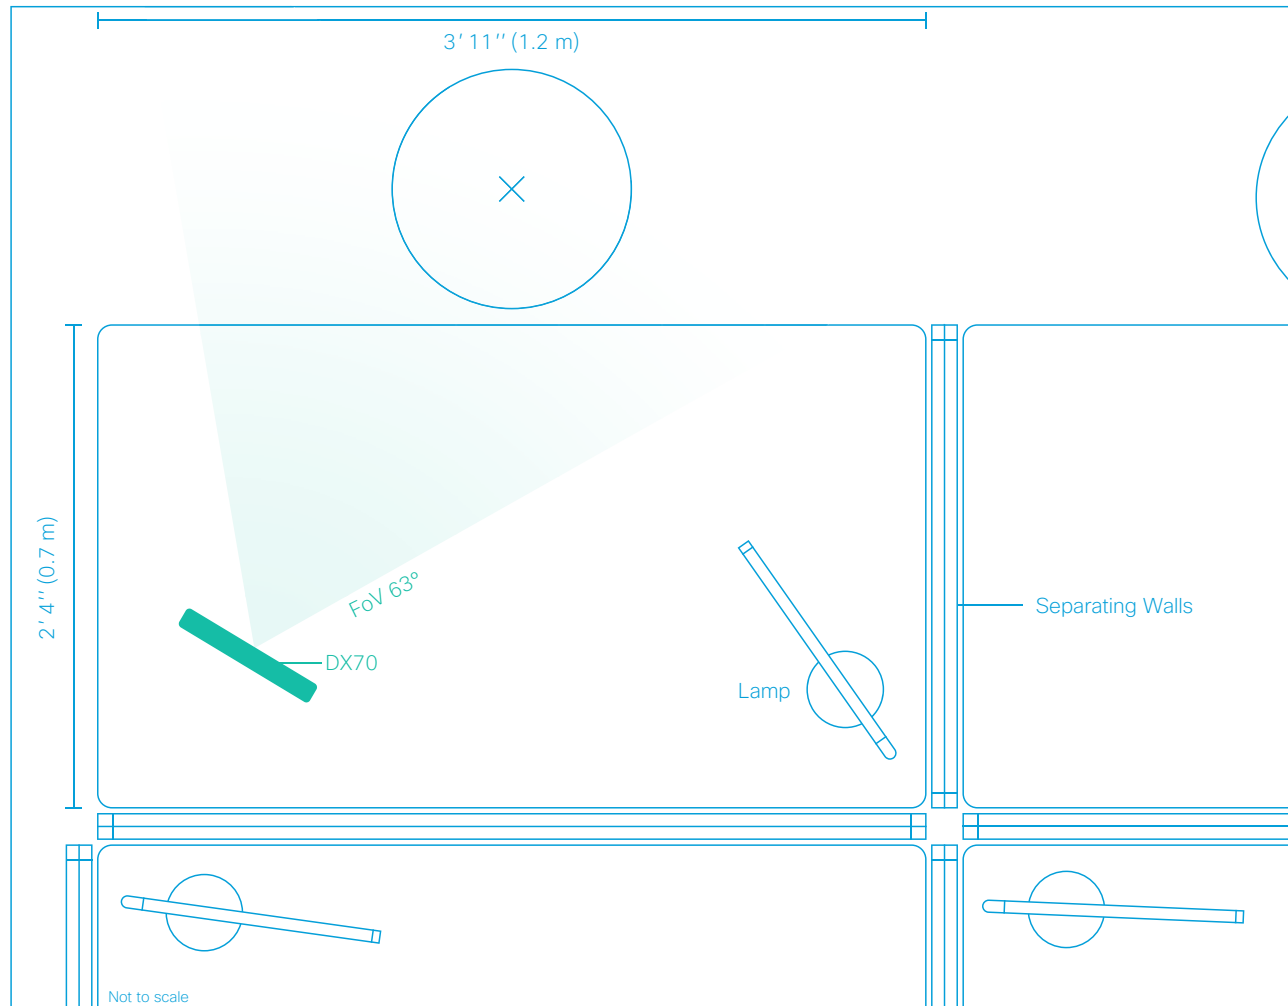 3' 11'' (1.2 m)
2' 4'' (0.7 m)
FoV 63°
DX70
Separating Walls
Lamp
Not to scale